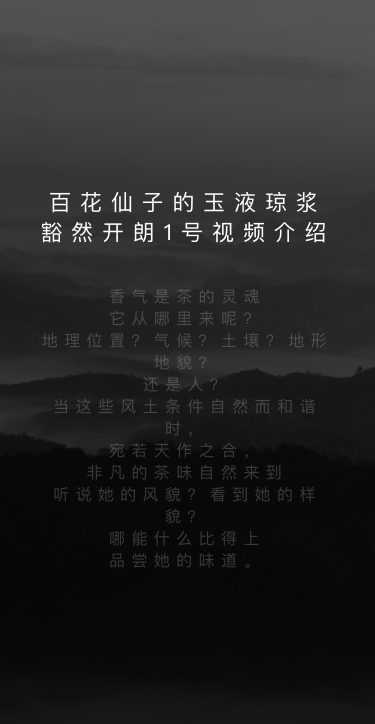 百花仙子的玉液琼浆
豁然开朗1号视频介绍
香气是茶的灵魂
它从哪里来呢?
地理位置?气候?土壤?地形
地貌?
还是人?
当这些风土条件自然而和谐
时,
宛若天作之合,
非凡的茶味自然来到
听说她的风貌?看到她的样
貌?
哪能什么比得上
品尝她的味道。